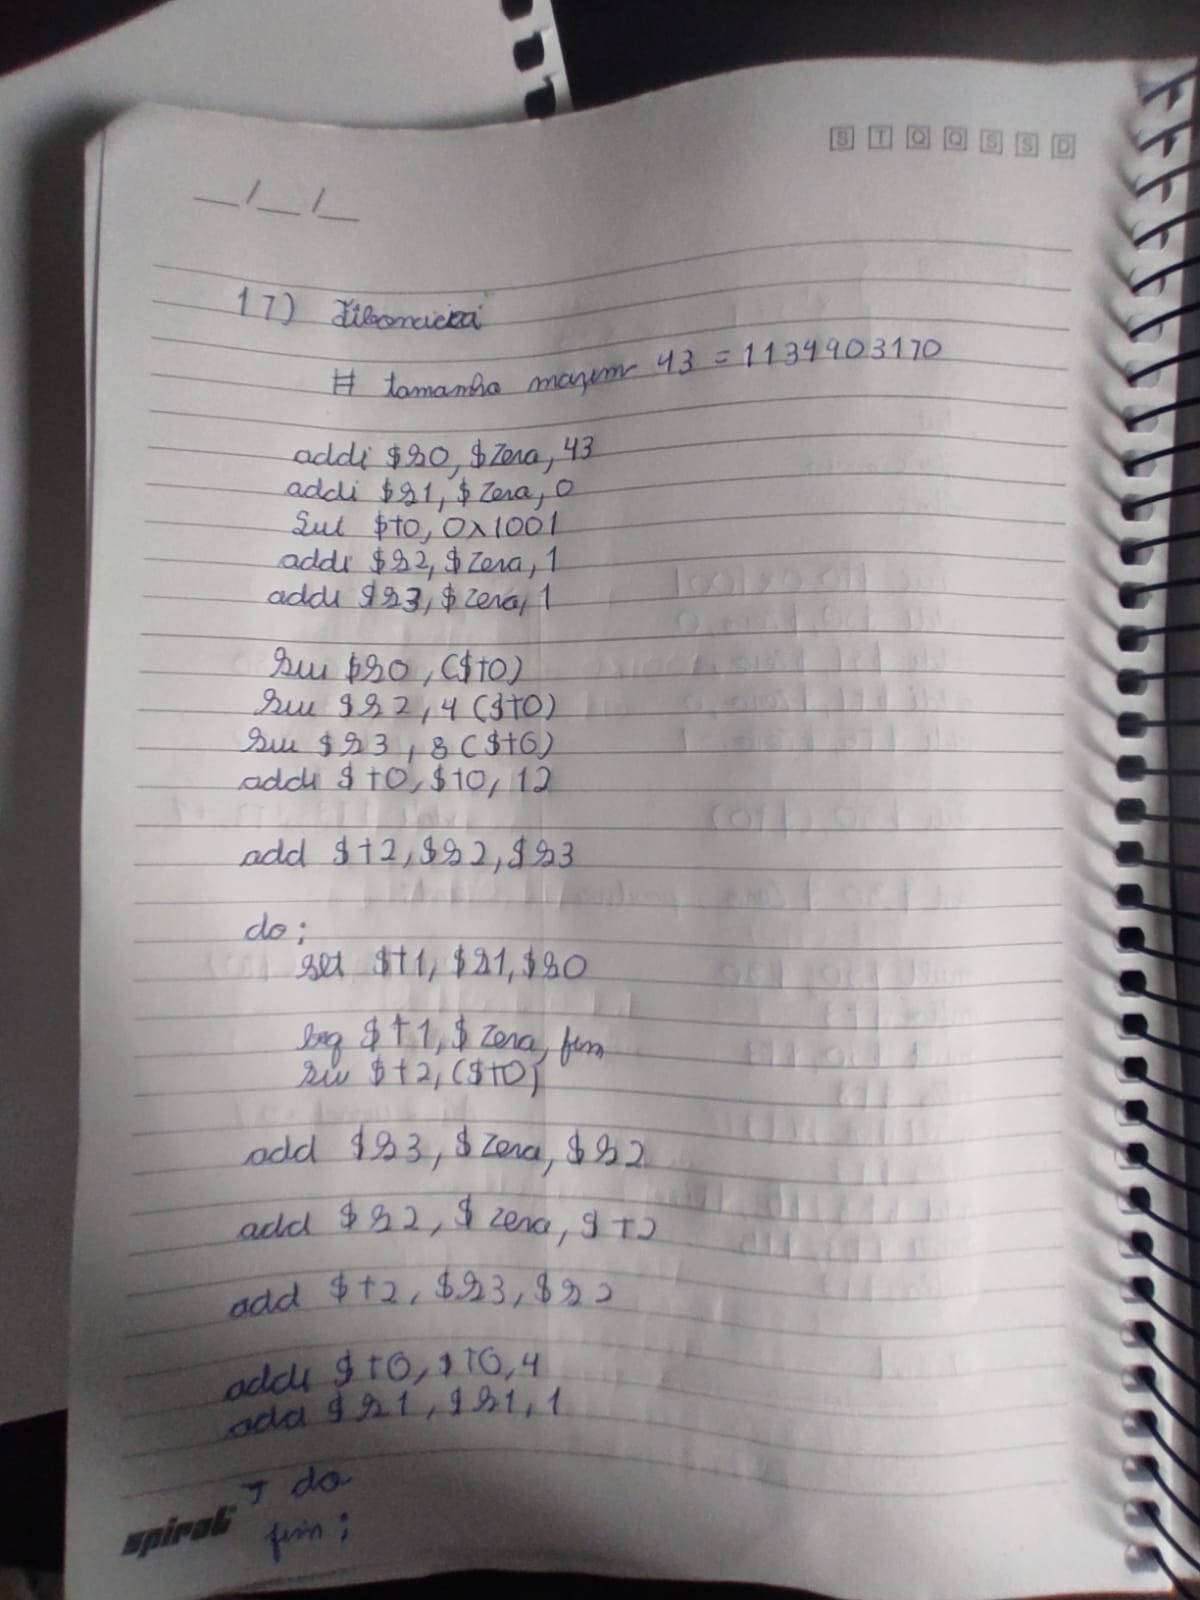 S T Q Q S S D
__/__/__
17) Fibonacci
# tamanho maximo 43 = 1134903170
addi $s0, $zero, 43
addi $s1, $zero, 0
lui $t0, 0x1001
addi $s2, $zero, 1
addi $s3, $zero, 1
sw $s0, ($t0)
sw $s2, 4 ($t0)
sw $s3, 8 ($t0)
addi $t0, $t0, 12
add $t2, $s2, $s3
do:
slt $t1, $s1, $s0
beq $t1, $zero, fim
sw $t2, ($t0)
add $s3, $zero, $s2
add $s2, $zero, $t2
add $t2, $s3, $s2
addi $t0, $t0, 4
add $s1, $s1, 1
J do
fim:
spiral